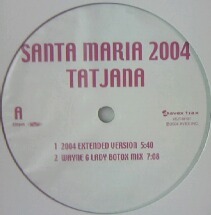 SANTA MARIA 2004
TATJANA
A
1 2004 EXTENDED VERSION 5:40
2 WAYNE G LADY BOTOX MIX 7:08